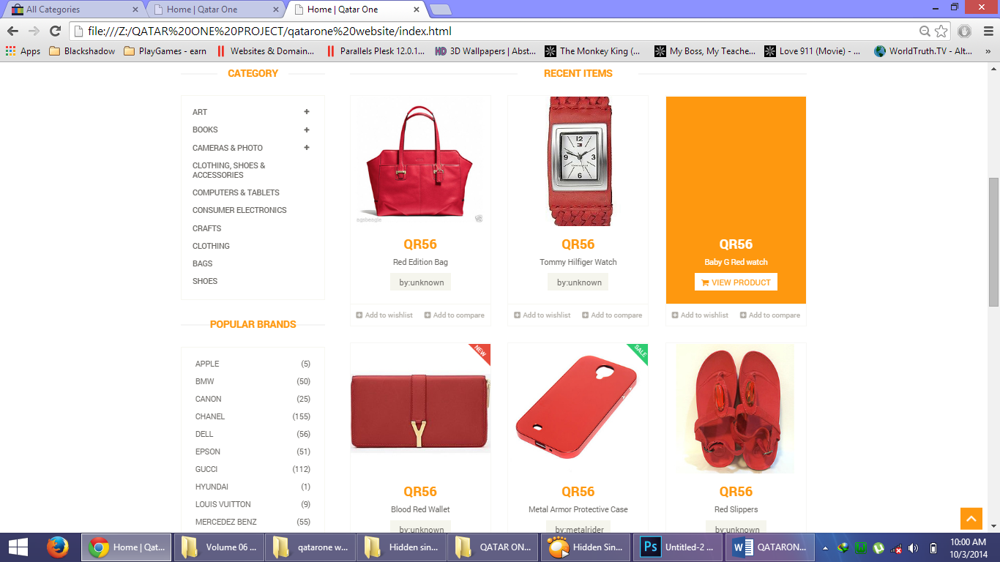 All Categories
Home | Qatar One
Home | Qatar One
file:///Z:/QATAR%20ONE%20PROJECT/qatarone%20website/index.html
Apps
Blackshadow
PlayGames - earn
Websites & Domain...
Parallels Plesk 12.0.1...
HD
3D Wallpapers | Abst...
The Monkey King (...
My Boss, My Teache...
Love 911 (Movie) - ...
WorldTruth.TV - Alt...
»
CATEGORY
ART +
BOOKS +
CAMERAS & PHOTO +
CLOTHING, SHOES &
ACCESSORIES
COMPUTERS & TABLETS
CONSUMER ELECTRONICS
CRAFTS
CLOTHING
BAGS
SHOES
POPULAR BRANDS
APPLE (5)
BMW (50)
CANON (25)
CHANEL (155)
DELL (56)
EPSON (51)
GUCCI (112)
HYUNDAI (1)
LOUIS VUITTON (9)
MERCEDEZ BENZ (55)
RECENT ITEMS
QR56
Red Edition Bag
by:unknown
Add to wishlist Add to compare
12
3
6
9
QR56
Tommy Hilfiger Watch
by:unknown
Add to wishlist Add to compare
QR56
Baby G Red watch
VIEW PRODUCT
Add to wishlist Add to compare
NEW
QR56
Blood Red Wallet
by:unknown
SALE
QR56
Metal Armor Protective Case
by:metalrider
QR56
Red Slippers
by:unknown
Home | Qat...
Volume 06 ...
qatarone w...
Hidden sin...
QATAR ON...
Hidden Sin...
Ps
Untitled-2 ...
W
QATARON...
10:00 AM
10/3/2014